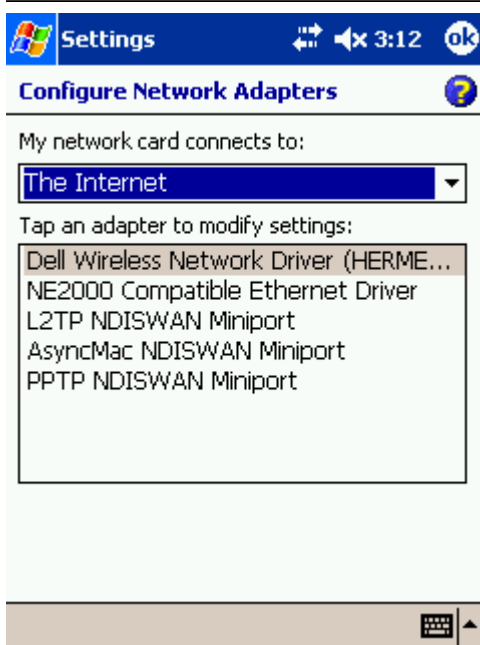 Settings 3:12 ok
Configure Network Adapters
My network card connects to:
The Internet
Tap an adapter to modify settings:
Dell Wireless Network Driver (HERME...
NE2000 Compatible Ethernet Driver
L2TP NDISWAN Miniport
AsyncMac NDISWAN Miniport
PPTP NDISWAN Miniport